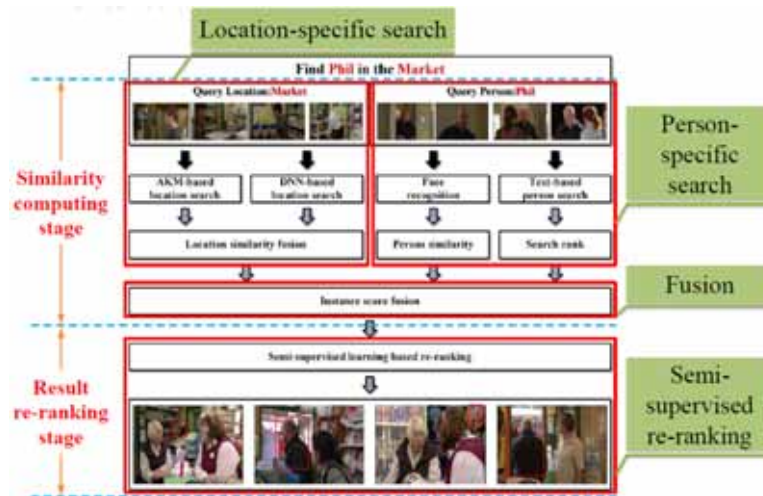 Location-specific search
Find Phil in the Market
Query Location:Market
Query Person:Phil
Person-
specific
search
Similarity
computing
stage
AKM-based
location search
DNN-based
location search
Face
recognition
Text-based
person search
Location similarity fusion
Person similarity
Search rank
Fusion
Instance score fusion
Semi-supervised learning based re-ranking
Result
re-ranking
stage
Semi-
supervised
re-ranking